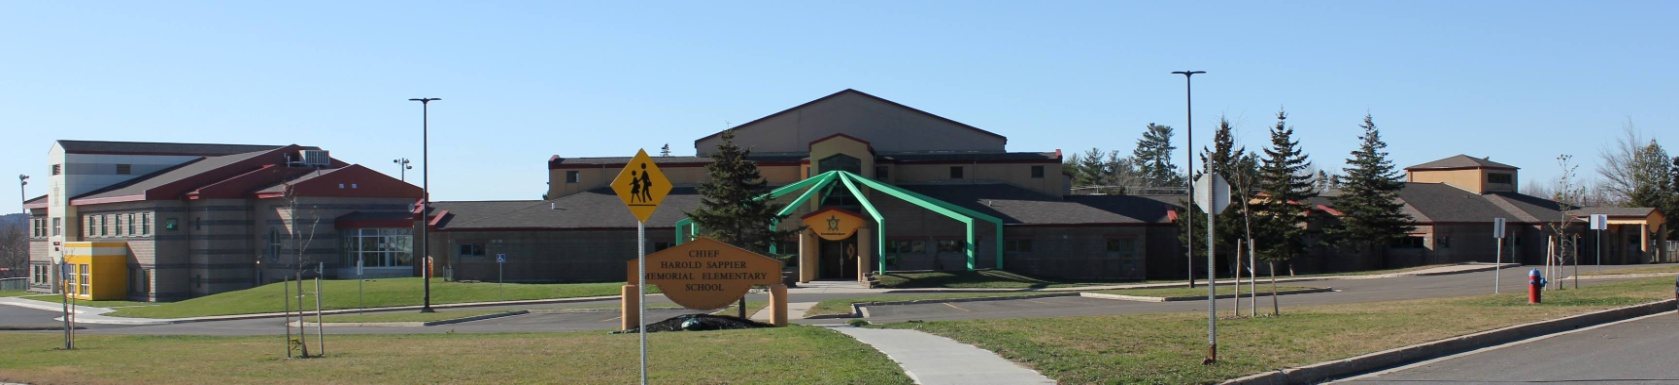 CHIEF
HAROLD SAPPIER
MEMORIAL ELEMENTARY
SCHOOL